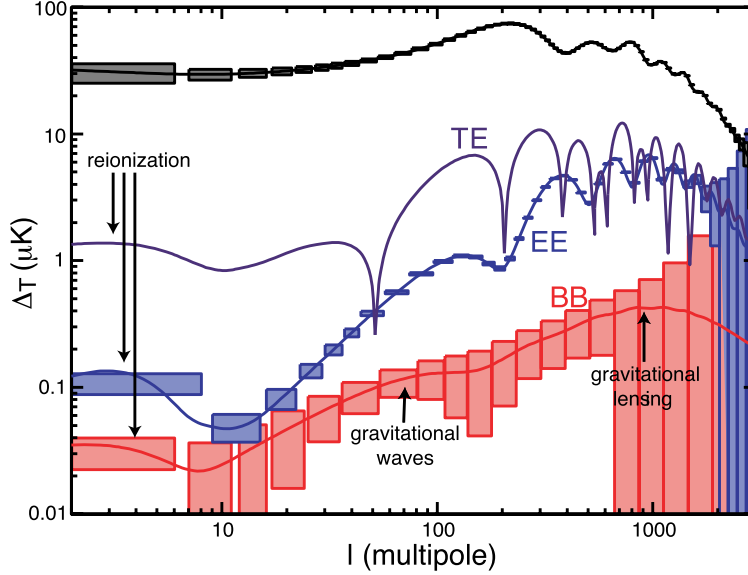 100
10
1
0.1
0.01
ΔT (μK)
reionization
TE
EE
BB
gravitational
waves
gravitational
lensing
10
100
1000
l (multipole)